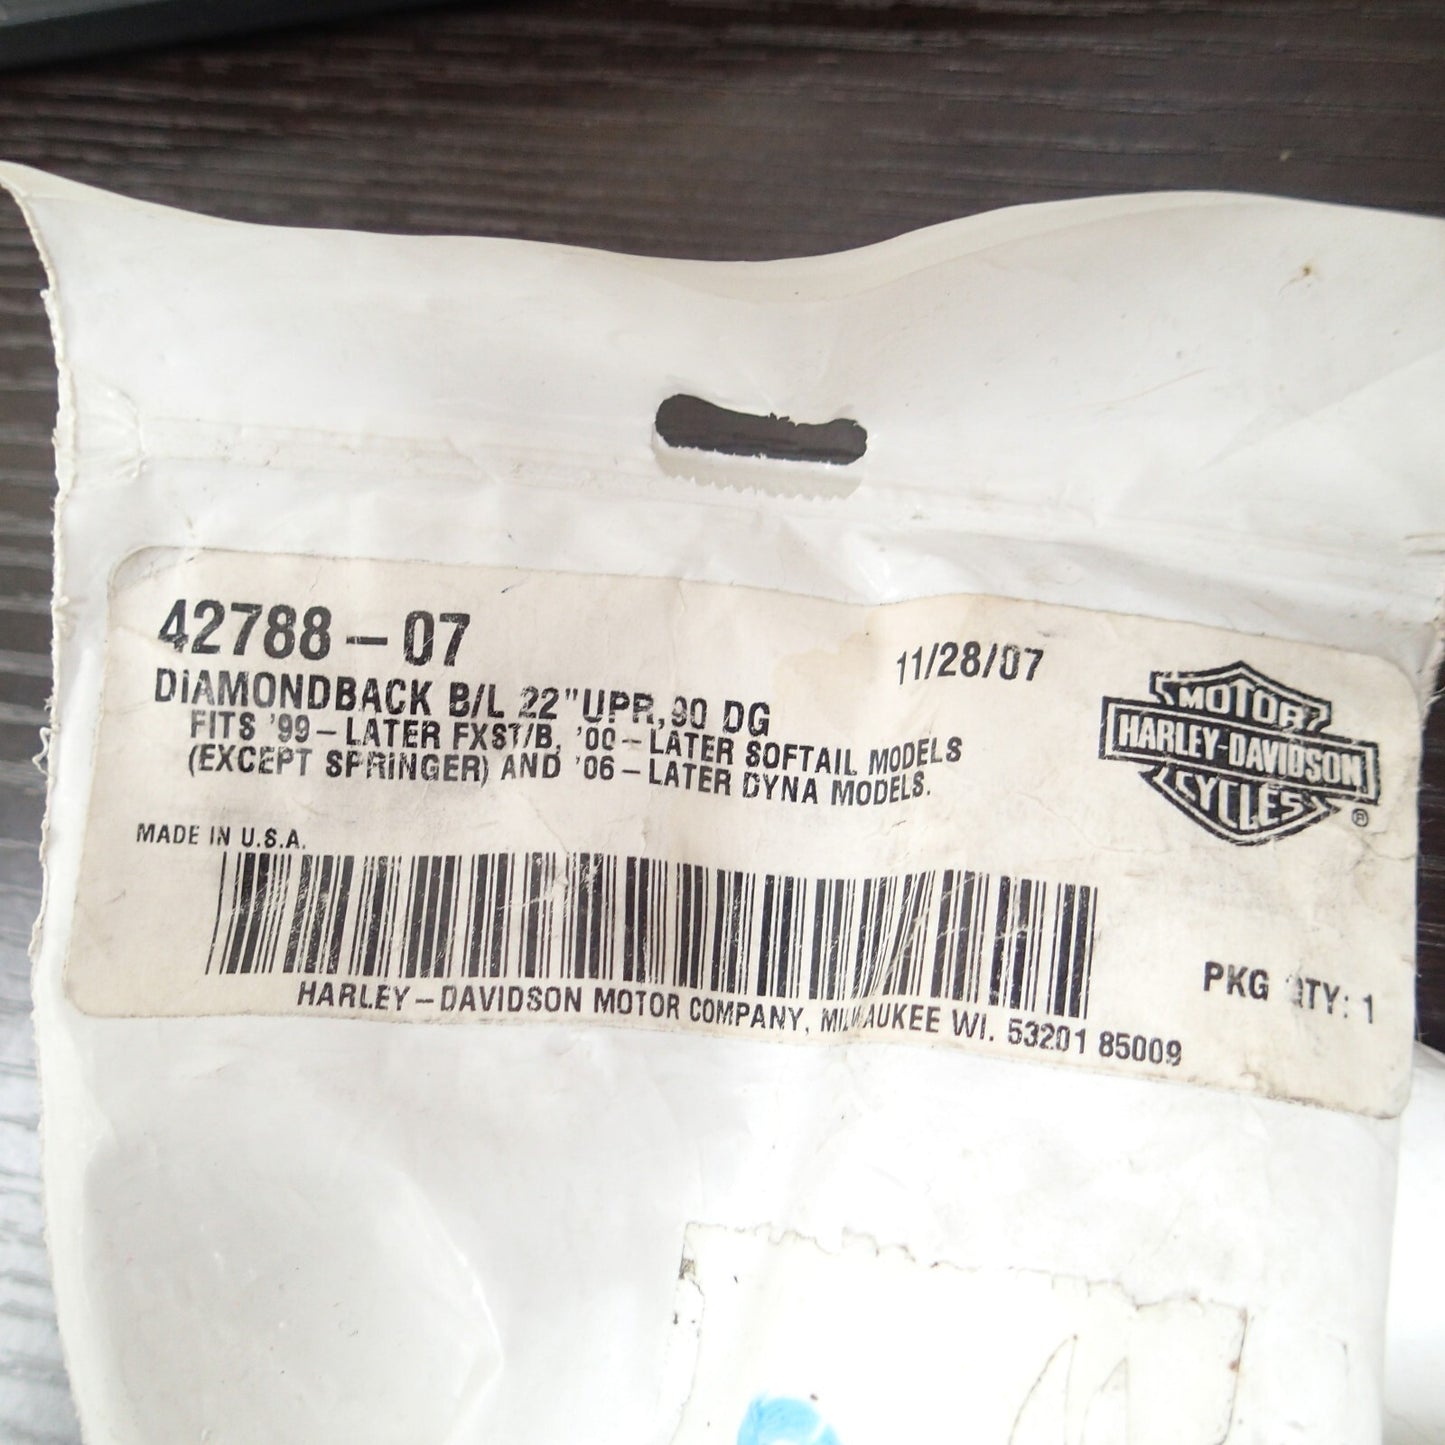 42788-07
11/28/07
DIAMONDBACK B/L 22"UPR,90 DG
FITS '99-LATER FXST/B, '00-LATER SOFTAIL MODELS
(EXCEPT SPRINGER) AND '06-LATER DYNA MODELS.
MOTOR
HARLEY-DAVIDSON
CYCLES
®
MADE IN U.S.A.
PKG QTY: 1
HARLEY-DAVIDSON MOTOR COMPANY, MILWAUKEE WI. 53201 85009